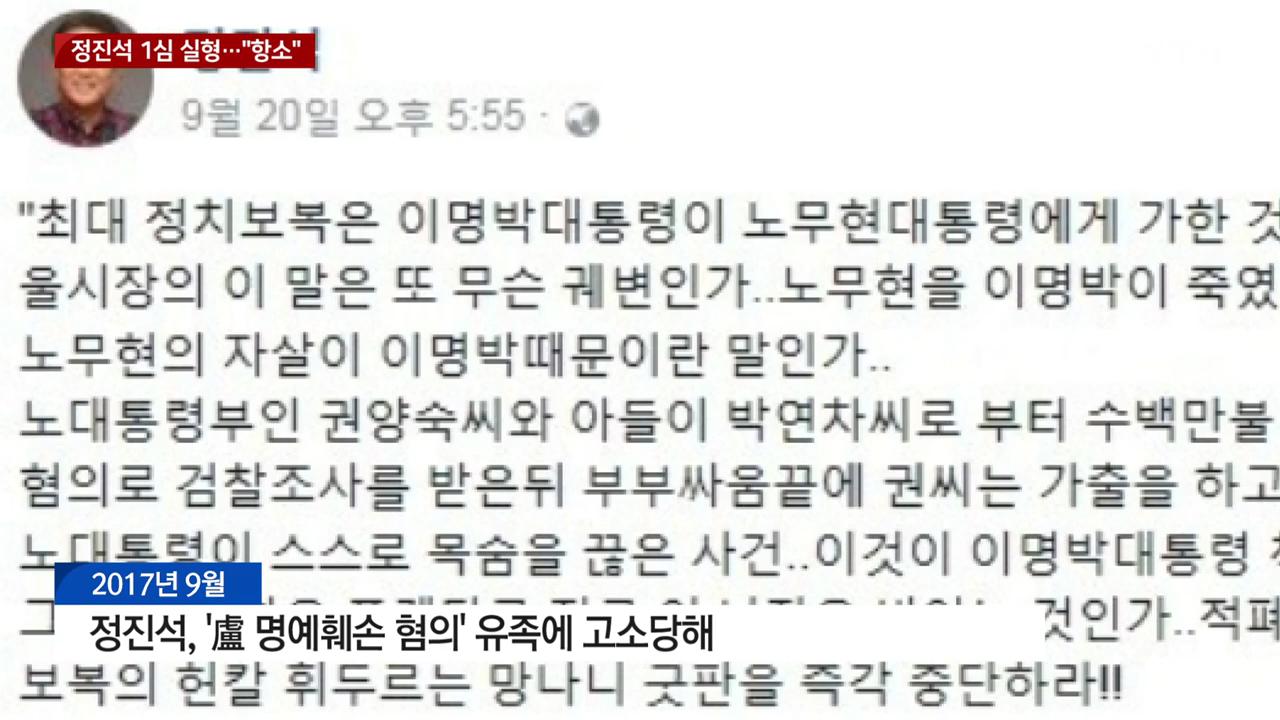 정진석 1심 실형…"항소"
9월 20일 오후 5:55 ·
"최대 정치보복은 이명박대통령이 노무현대통령에게 가한 것
울시장의 이 말은 또 무슨 궤변인가..노무현을 이명박이 죽였
노무현의 자살이 이명박때문이란 말인가..
노대통령부인 권양숙씨와 아들이 박연차씨로 부터 수백만불
혐의로 검찰조사를 받은뒤 부부싸움끝에 권씨는 가출을 하고
노대통령이 스스로 목숨을 끊은 사건..이것이 이명박대통령
2017년 9월
것인가..적폐
정진석, '盧 명예훼손 혐의' 유족에 고소당해
보복의 헌칼 휘두르는 망나니 굿판을 즉각 중단하라!!